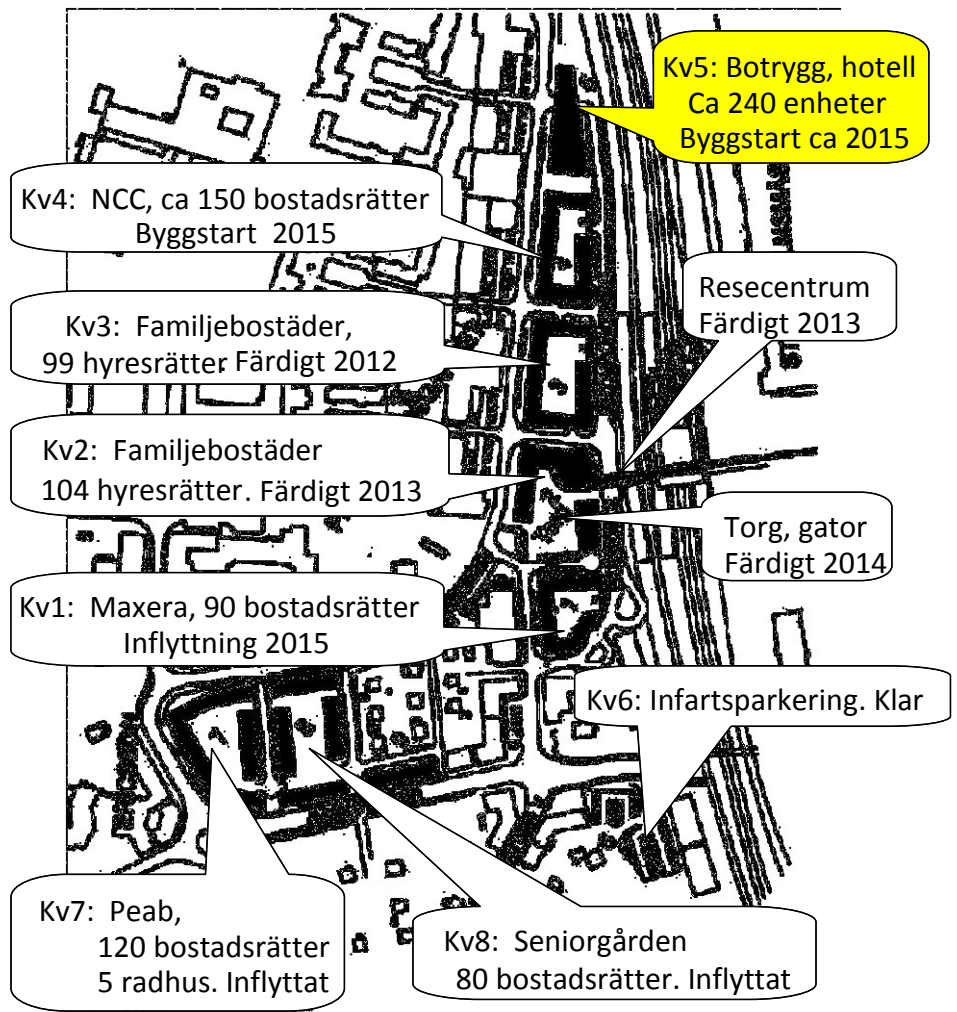 Kv5: Botrygg, hotell
Ca 240 enheter
Byggstart ca 2015
Kv4: NCC, ca 150 bostadsrätter
Byggstart 2015
Resecentrum
Färdigt 2013
Kv3: Familjebostäder,
99 hyresrätter. Färdigt 2012
Kv2: Familjebostäder
104 hyresrätter. Färdigt 2013
Torg, gator
Färdigt 2014
Kv1: Maxera, 90 bostadsrätter
Inflyttning 2015
Kv6: Infartsparkering. Klar
Kv7: Peab,
120 bostadsrätter
5 radhus. Inflyttat
Kv8: Seniorgården
80 bostadsrätter. Inflyttat